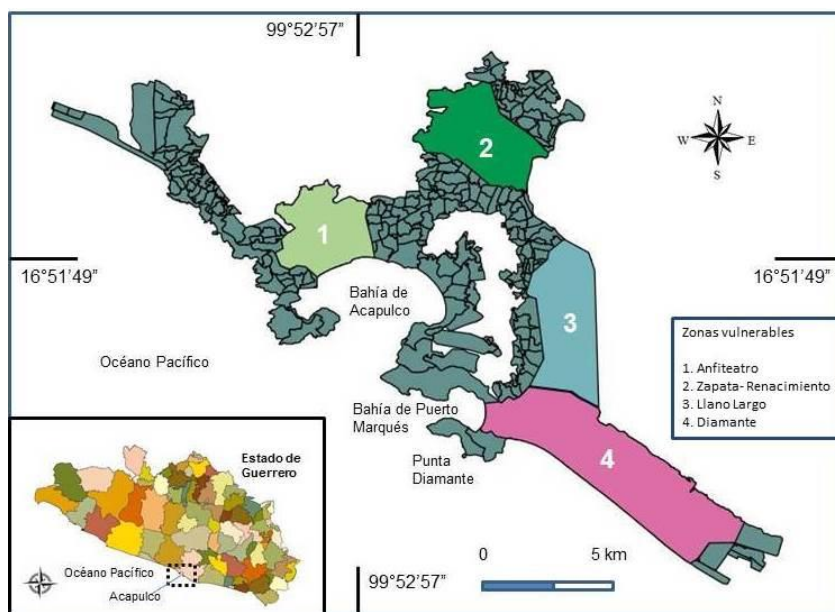 99°52'57"
N
W
E
S
2
1
16°51'49"
16°51'49"
Bahía de
Acapulco
3
Zonas vulnerables
1. Anfiteatro
2. Zapata- Renacimiento
3. Llano Largo
4. Diamante
Océano Pacífico
Bahía de Puerto
Marqués
Punta
Diamante
4
Estado de
Guerrero
Océano Pacífico
Acapulco
0
5 km
99°52'57"